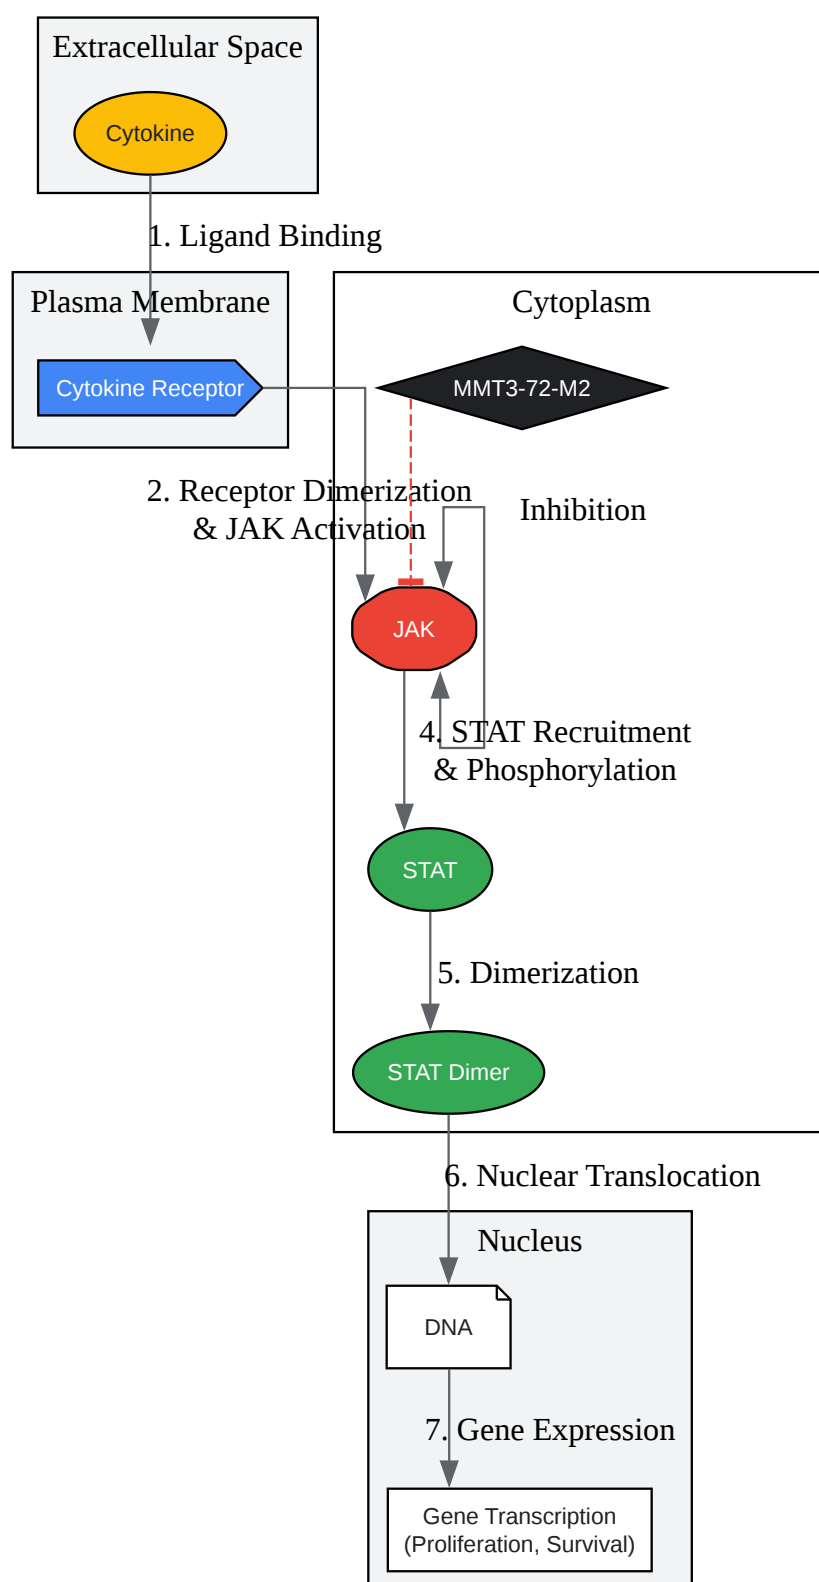 Extracellular Space
Cytokine
1. Ligand Binding
Plasma Membrane
Cytokine Receptor
Cytoplasm
MMT3-72-M2
2. Receptor Dimerization
& JAK Activation
Inhibition
JAK
4. STAT Recruitment
& Phosphorylation
STAT
5. Dimerization
STAT Dimer
6. Nuclear Translocation
Nucleus
DNA
7. Gene Expression
Gene Transcription
(Proliferation, Survival)